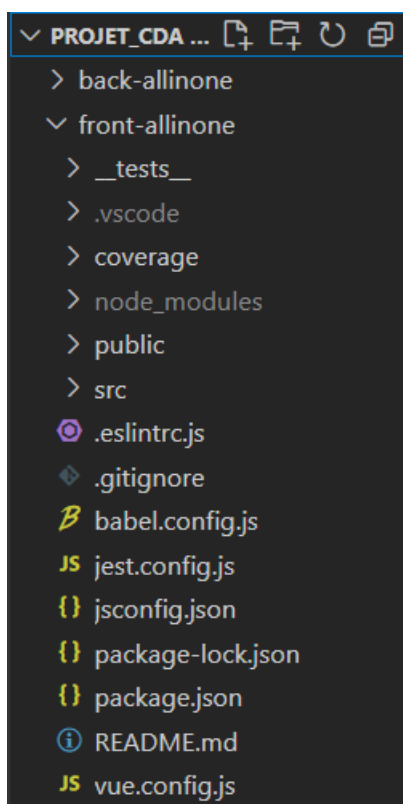 PROJET_CDA ...
back-allinone
front-allinone
__tests__
.vscode
coverage
node_modules
public
src
.eslintrc.js
.gitignore
B babel.config.js
JS jest.config.js
{} jsconfig.json
{} package-lock.json
{} package.json
README.md
JS vue.config.js